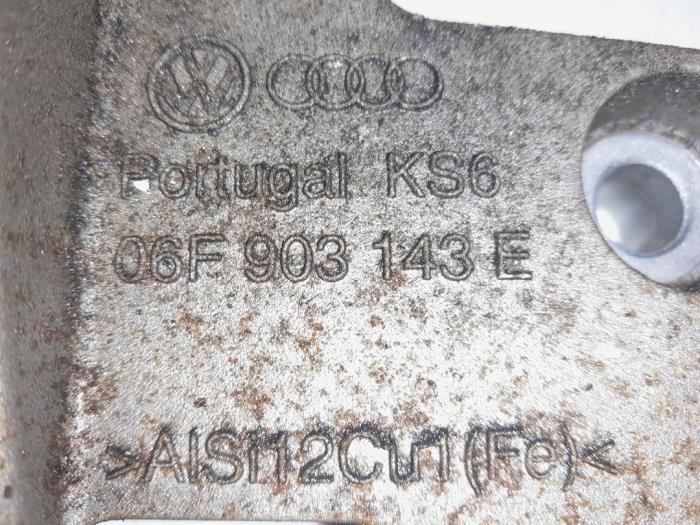 Portugal KS6
06F 903 143 E
>AlSi12Cu1(Fe)<